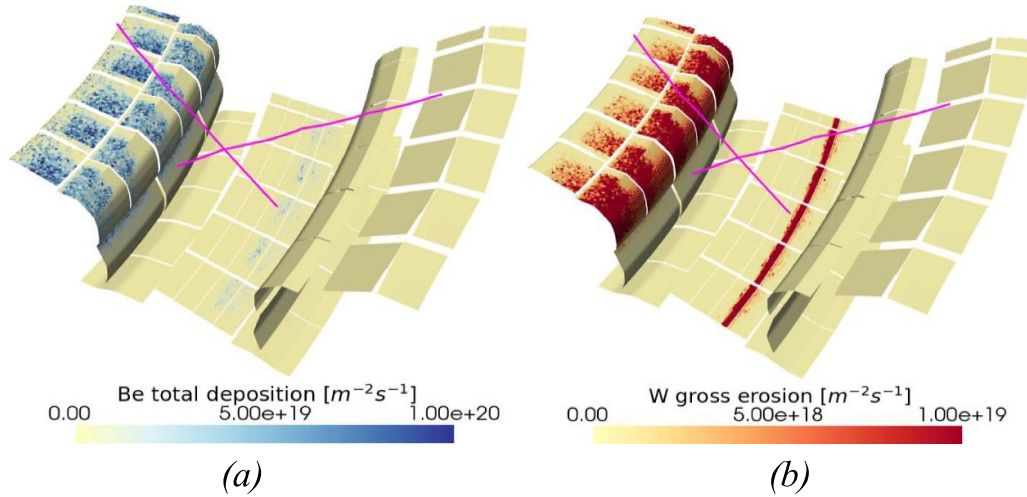 Be total deposition [m⁻²s⁻¹]
0.00 5.00e+19 1.00e+20
(a)
W gross erosion [m⁻²s⁻¹]
0.00 5.00e+18 1.00e+19
(b)